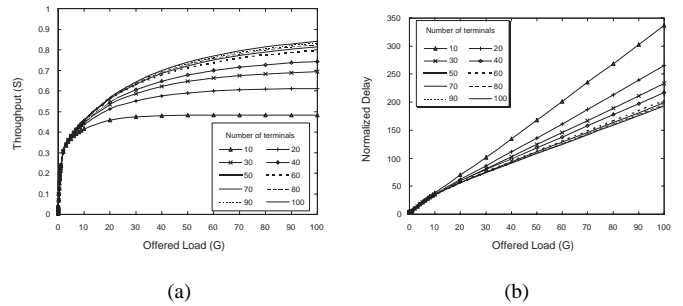 1
0.9
0.8
0.7
0.6
0.5
0.4
0.3
0.2
0.1
0
Throughput (S)
Number of terminals
10 20
30 40
50 60
70 80
90 100
0 10 20 30 40 50 60 70 80 90 100
Offered Load (G)
(a)
350
300
250
200
150
100
50
0
Normalized Delay
Number of terminals
10 20
30 40
50 60
70 80
90 100
0 10 20 30 40 50 60 70 80 90 100
Offered Load (G)
(b)